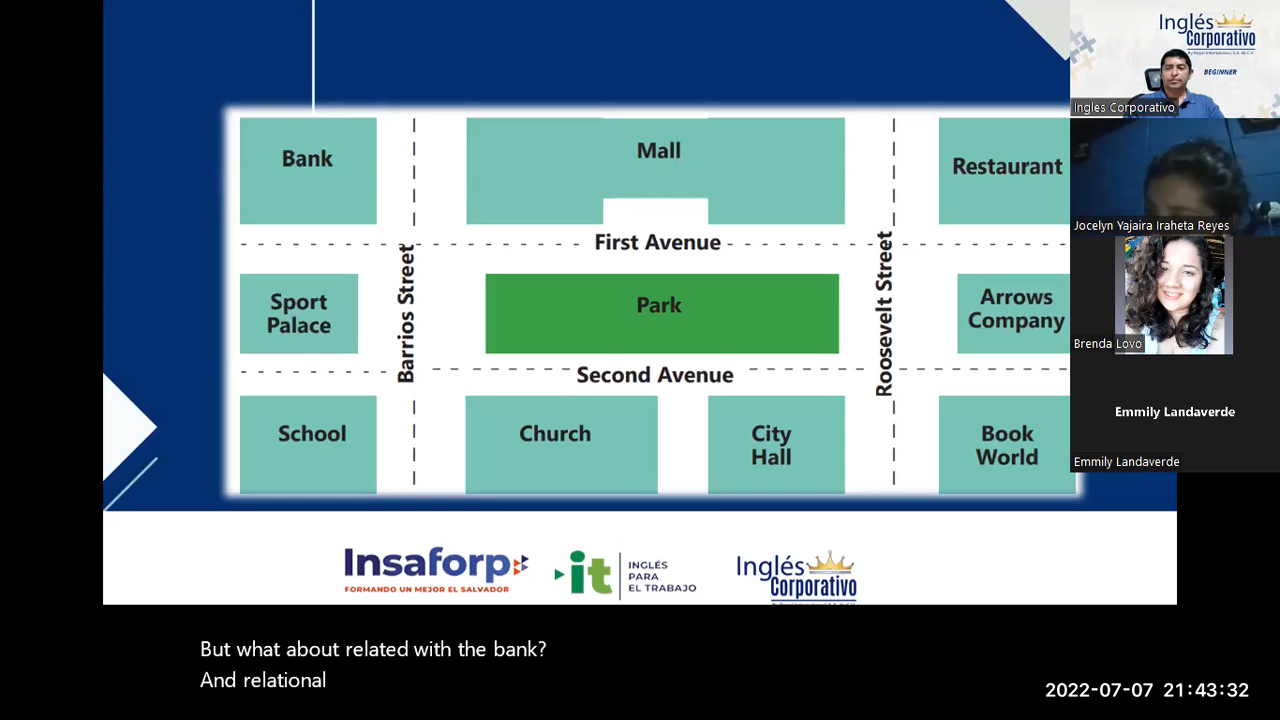 Bank
Mall
Restaurant
First Avenue
Barrios Street
Roosevelt Street
Sport
Palace
Park
Arrows
Company
Second Avenue
School
Church
City
Hall
Book
World
Insaforp
FORMANDO UN MEJOR EL SALVADOR
it
INGLÉS
PARA
EL TRABAJO
Inglés
Corporativo
Inglés
Corporativo
BEGINNER
Ingles Corporativo
Jocelyn Yajaira Iraheta Reyes
Brenda Lovo
Emmily Landaverde
Emmily Landaverde
But what about related with the bank?
And relational
2022-07-07 21:43:32